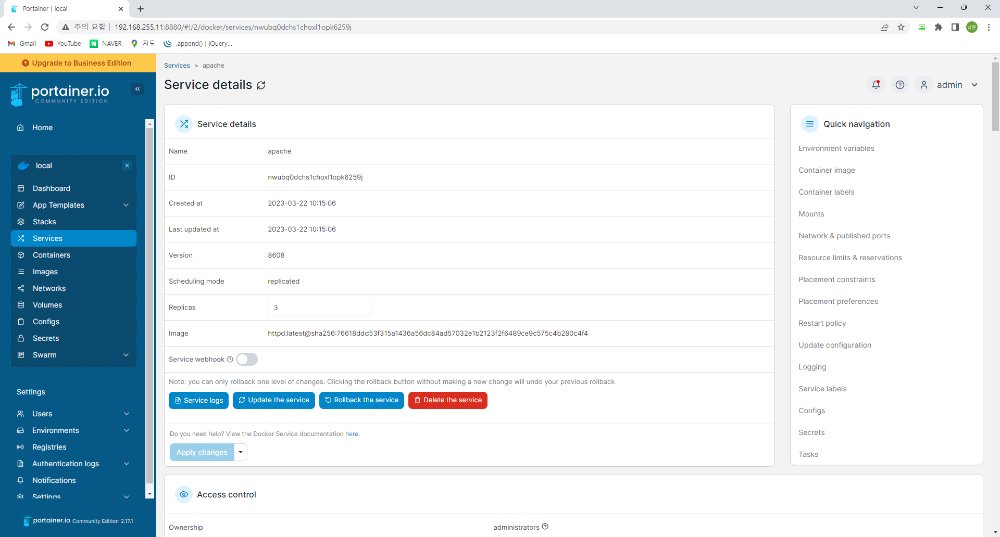 Portainer | local
주의 요함 | 192.168.255.11:8880/#!/2/docker/services/nwubq0dchs1choxl1opk6259j
남훈
Gmail
YouTube
NAVER
지도
.append() | jQuery...
Upgrade to Business Edition
portainer.io
COMMUNITY EDITION
Home
local
Dashboard
App Templates
Stacks
Services
Containers
Images
Networks
Volumes
Configs
Secrets
Swarm
Settings
Users
Environments
Registries
Authentication logs
Notifications
Settings
portainer.io Community Edition 2.17.1
Services > apache
Service details
admin
Service details
Name apache
ID nwubq0dchs1choxl1opk6259j
Created at 2023-03-22 10:15:06
Last updated at 2023-03-22 10:15:06
Version 8608
Scheduling mode replicated
Replicas 3
Image httpd:latest@sha256:76618ddd53f315a1436a56dc84ad57032e1b2123f2f6489ce9c575c4b280c4f4
Service webhook
Note: you can only rollback one level of changes. Clicking the rollback button without making a new change will undo your previous rollback
Service logs
Update the service
Rollback the service
Delete the service
Do you need help? View the Docker Service documentation here.
Apply changes
Quick navigation
Environment variables
Container image
Container labels
Mounts
Network & published ports
Resource limits & reservations
Placement constraints
Placement preferences
Restart policy
Update configuration
Logging
Service labels
Configs
Secrets
Tasks
Access control
Ownership administrators